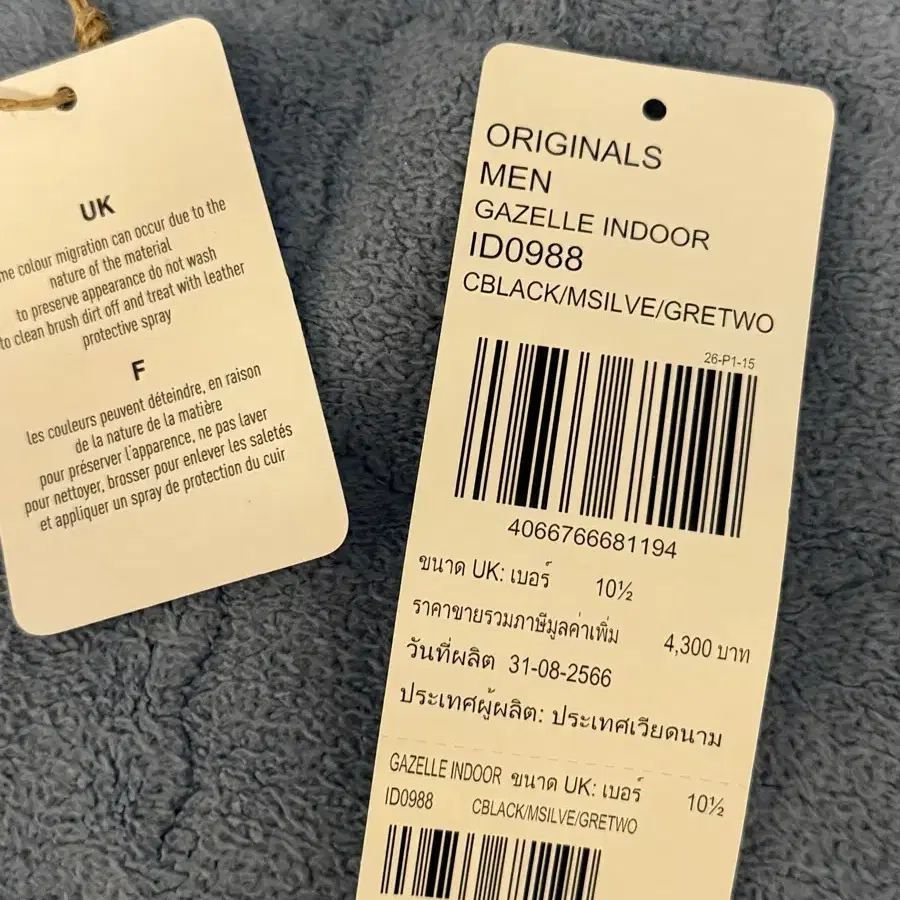 UK
me colour migration can occur due to the
nature of the material
to preserve appearance do not wash
to clean brush dirt off and treat with leather
protective spray
F
les couleurs peuvent déteindre, en raison
de la nature de la matière
pour préserver l'apparence, ne pas laver
pour nettoyer, brosser pour enlever les saletés
et appliquer un spray de protection du cuir
ORIGINALS
MEN
GAZELLE INDOOR
ID0988
CBLACK/MSILVE/GRETWO
26-P1-15
4066766681194
ขนาด UK: เบอร์ 10½
ราคาขายรวมภาษีมูลค่าเพิ่ม 4,300 บาท
วันที่ผลิต 31-08-2566
ประเทศผู้ผลิต: ประเทศเวียดนาม
GAZELLE INDOOR ขนาด UK: เบอร์ 10½
ID0988 CBLACK/MSILVE/GRETWO